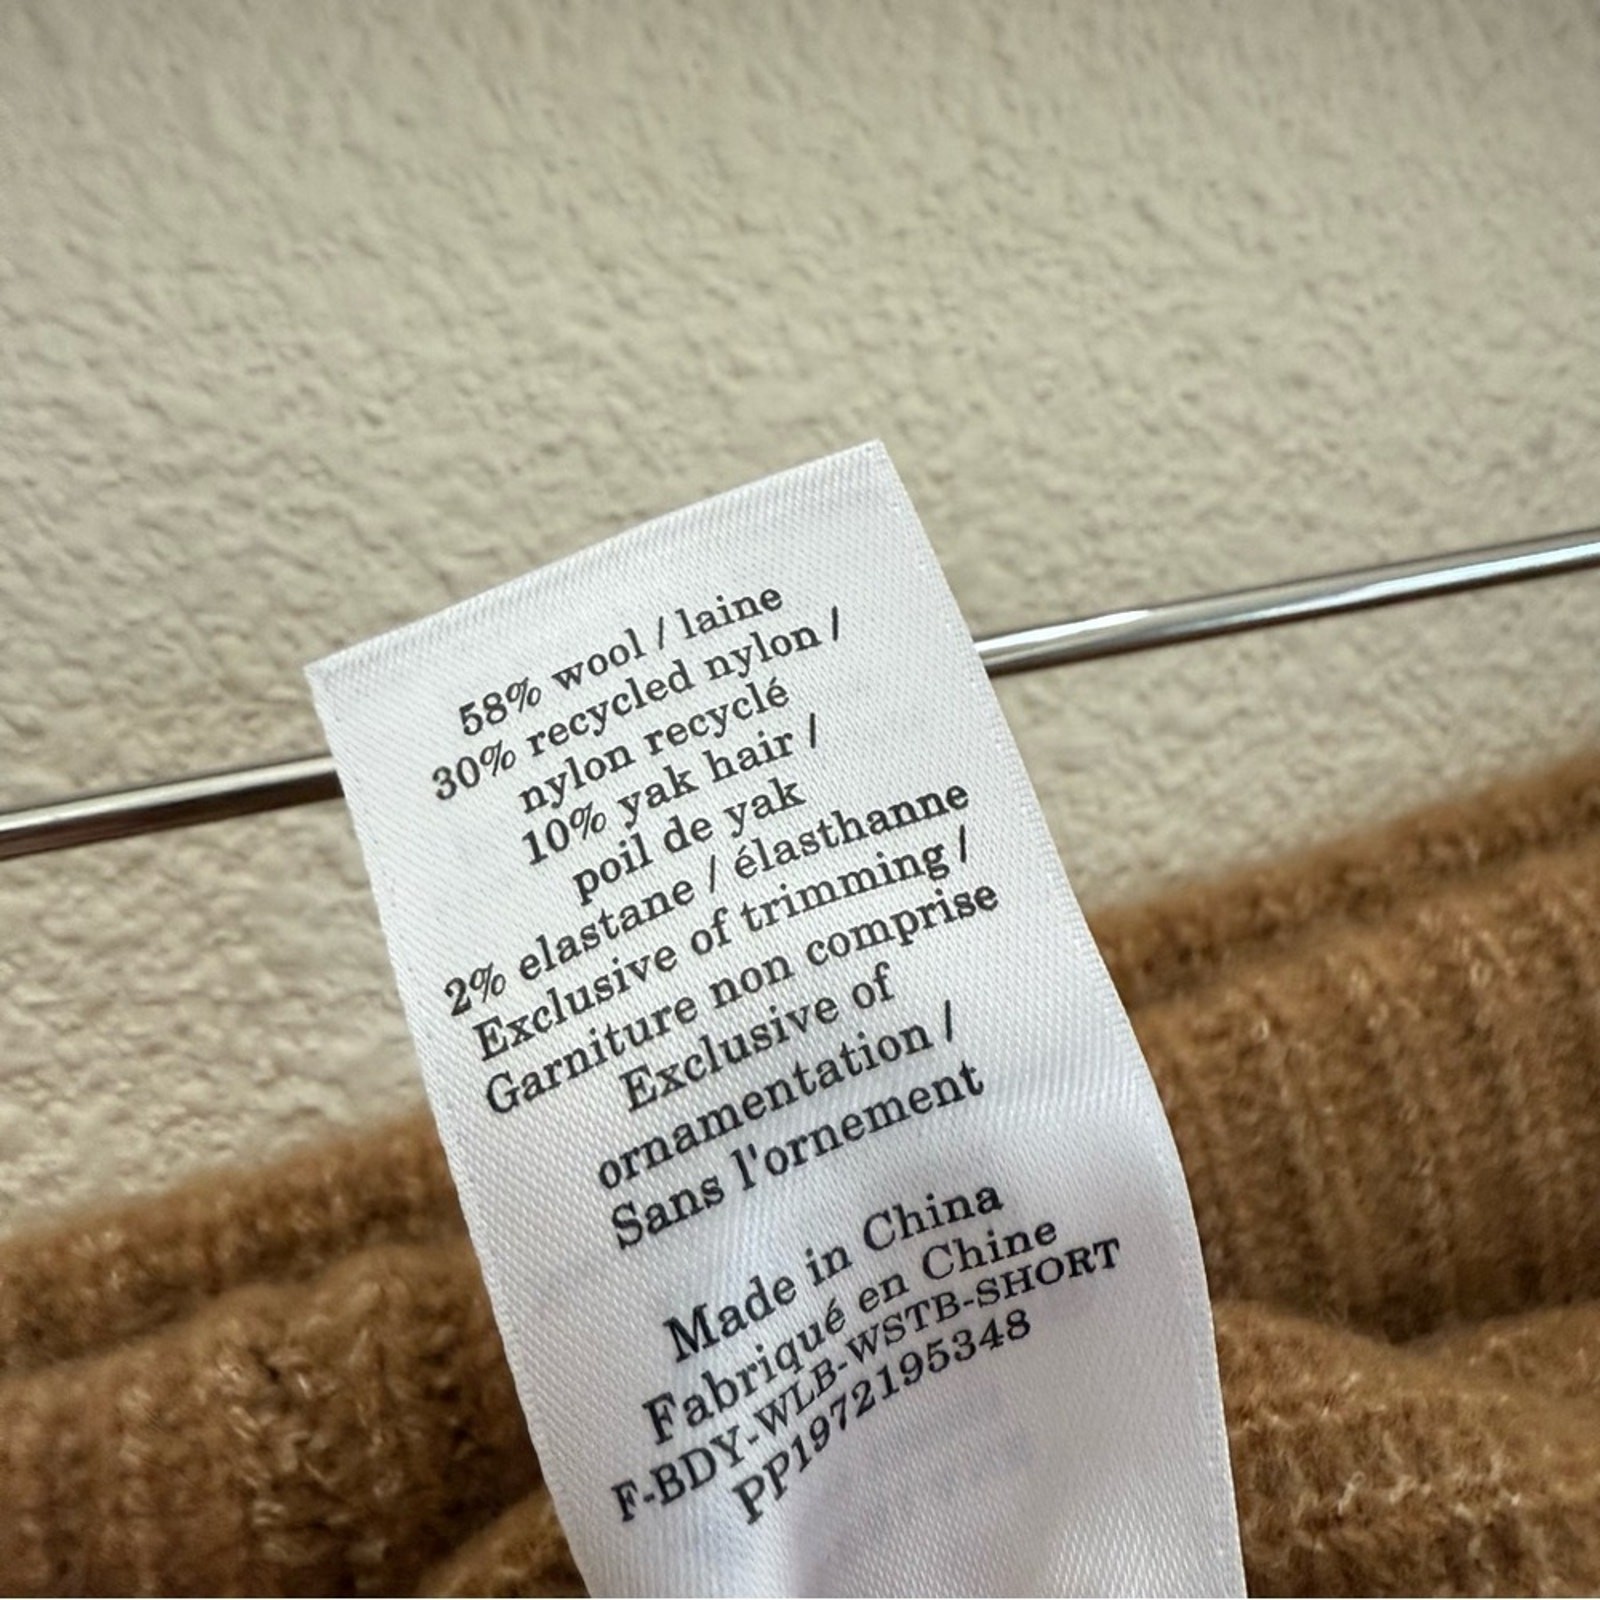 58% wool / laine
30% recycled nylon /
nylon recyclé
10% yak hair /
poil de yak
2% elastane / élasthanne
Exclusive of trimming /
Garniture non comprise
Exclusive of
ornamentation /
Sans l'ornement
Made in China
Fabriqué en Chine
F-BDY-WLB-WSTB-SHORT
PP1972195348